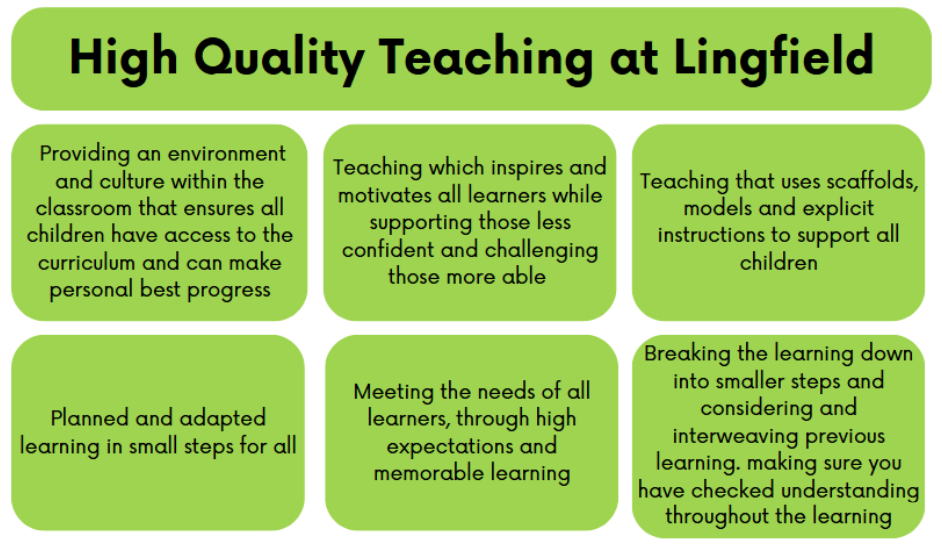 High Quality Teaching at Lingfield
Providing an environment
and culture within the
classroom that ensures all
children have access to the
curriculum and can make
personal best progress
Teaching which inspires and
motivates all learners while
supporting those less
confident and challenging
those more able
Teaching that uses scaffolds,
models and explicit
instructions to support all
children
Planned and adapted
learning in small steps for all
Meeting the needs of all
learners, through high
expectations and
memorable learning
Breaking the learning down
into smaller steps and
considering and
interweaving previous
learning. making sure you
have checked understanding
throughout the learning